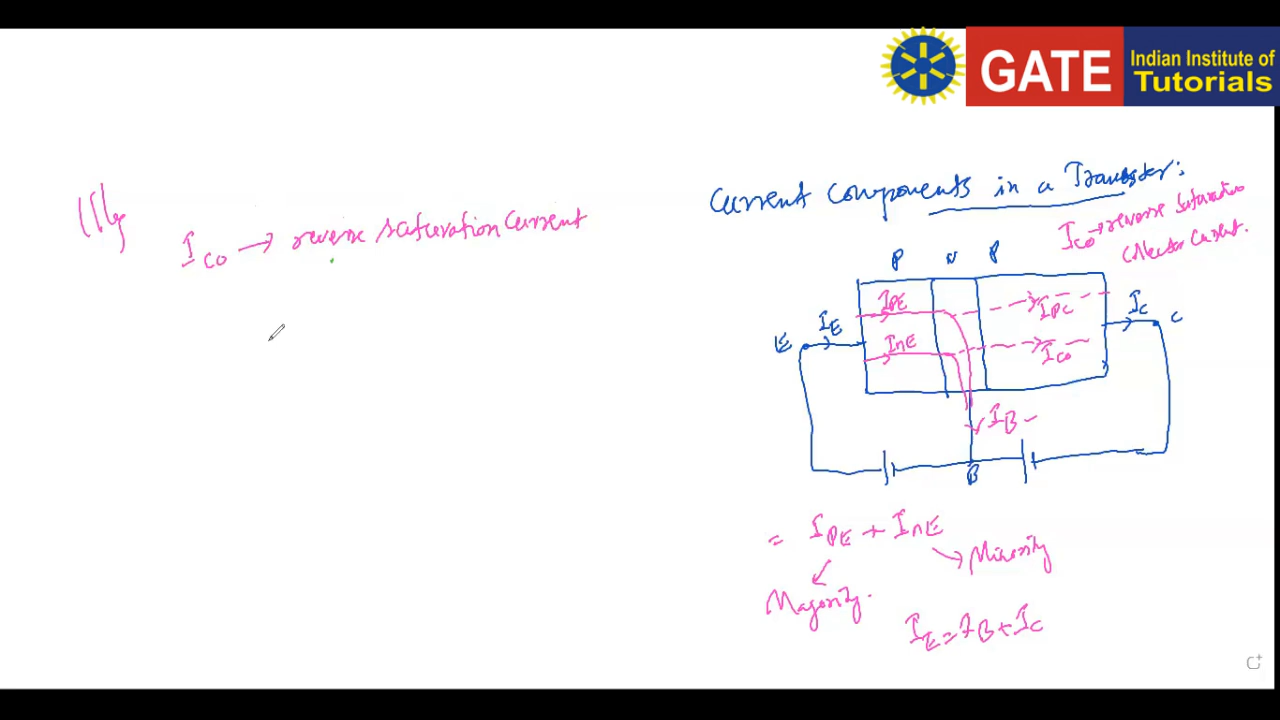 GATE
Indian Institute of
Tutorials
Current Components in a Transistor:
Illly
ICO → reverse saturation Current
ICO → reverse saturation
collector current.
P N P
E IE IPE IPC IC C
InE ICO
IB
B
= IPE + InE
Minority
Majority.
IE = IB + IC